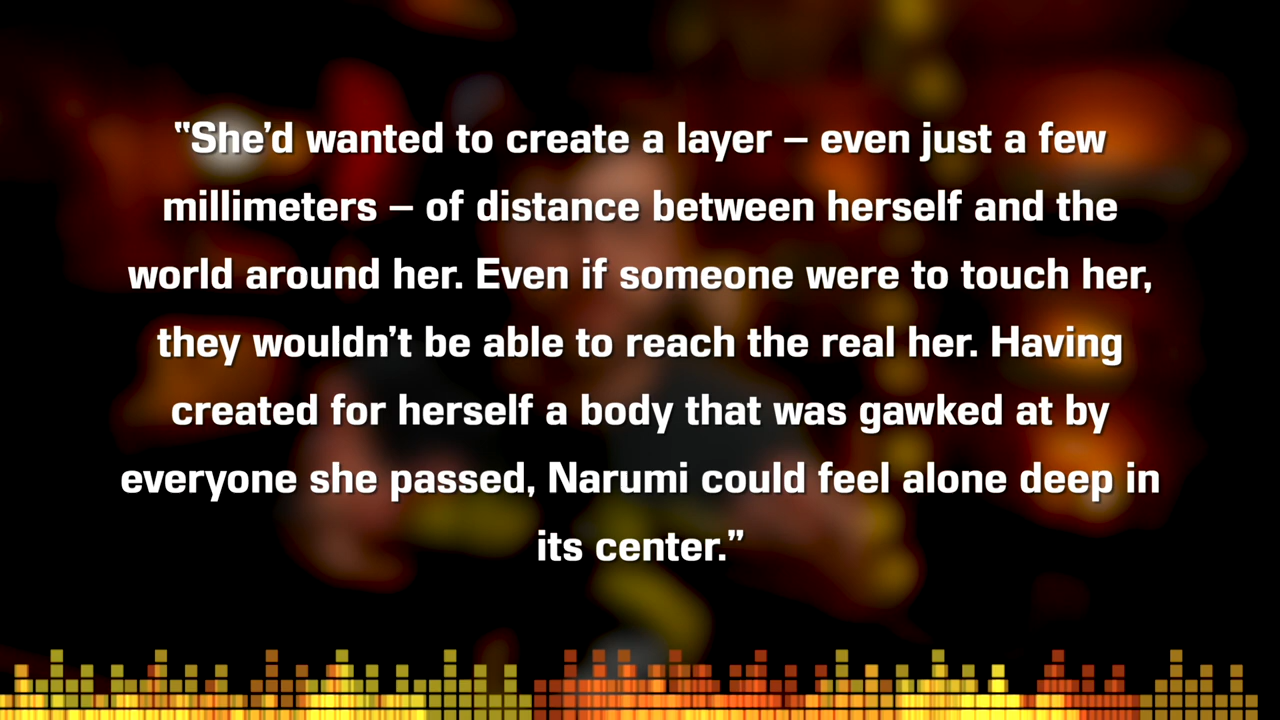 “She’d wanted to create a layer – even just a few
millimeters – of distance between herself and the
world around her. Even if someone were to touch her,
they wouldn’t be able to reach the real her. Having
created for herself a body that was gawked at by
everyone she passed, Narumi could feel alone deep in
its center.”